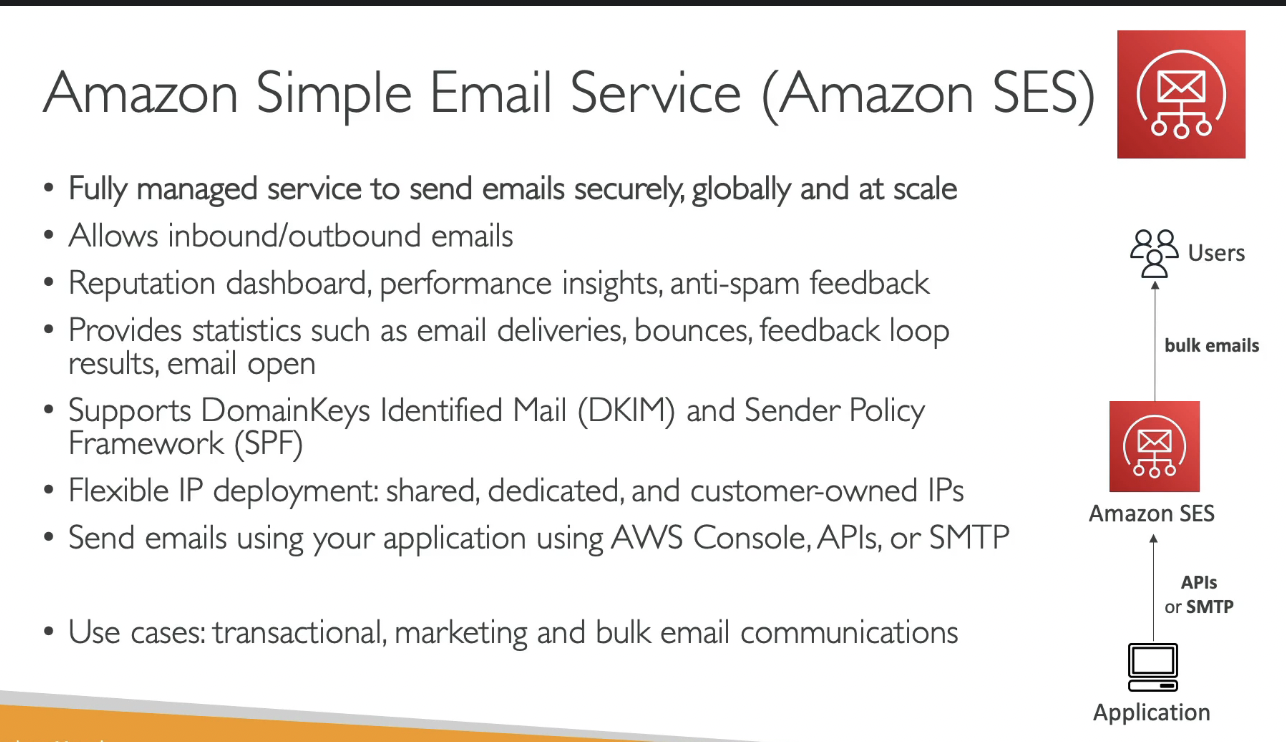 Amazon Simple Email Service (Amazon SES)
• Fully managed service to send emails securely, globally and at scale
• Allows inbound/outbound emails
• Reputation dashboard, performance insights, anti-spam feedback
• Provides statistics such as email deliveries, bounces, feedback loop
results, email open
• Supports DomainKeys Identified Mail (DKIM) and Sender Policy
Framework (SPF)
• Flexible IP deployment: shared, dedicated, and customer-owned IPs
• Send emails using your application using AWS Console, APIs, or SMTP
• Use cases: transactional, marketing and bulk email communications
Users
bulk emails
Amazon SES
APIs
or SMTP
Application